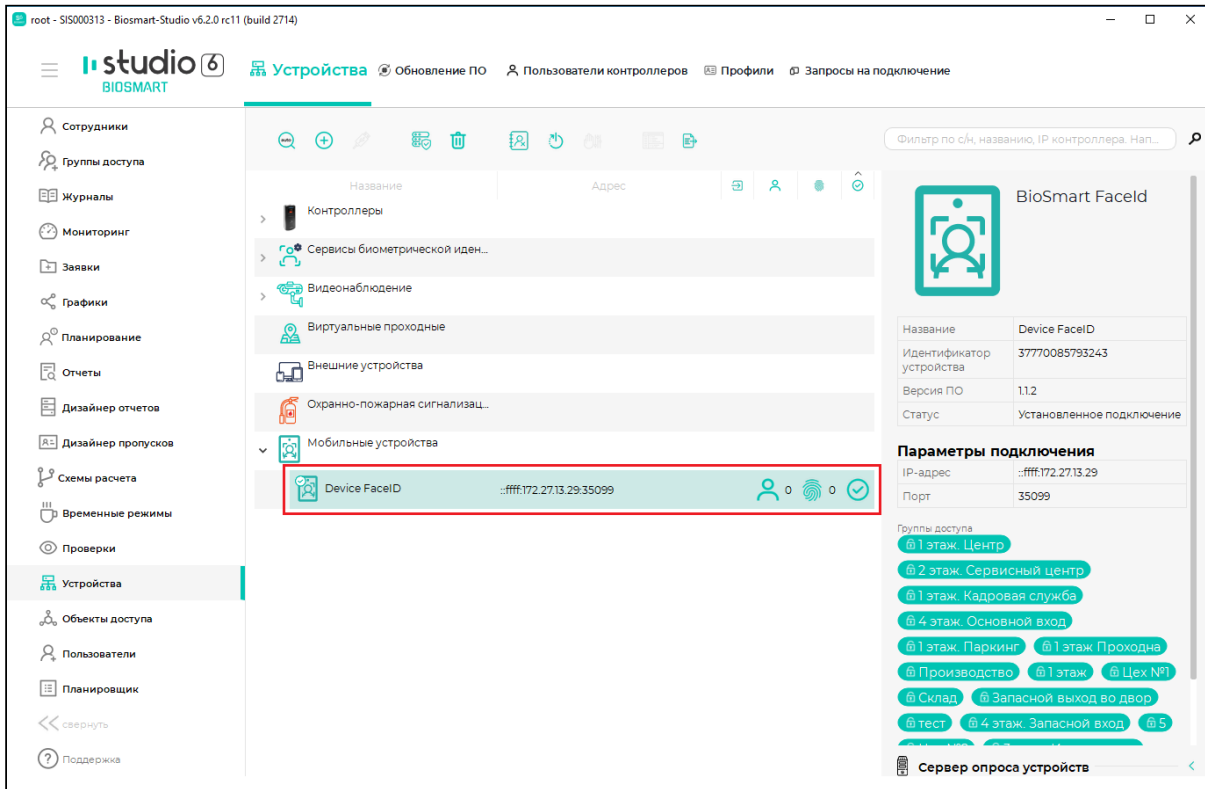 root - SIS000313 - Biosmart-Studio v6.2.0 rc11 (build 2714)
studio 6
BIOSMART
Устройства Обновление ПО Пользователи контроллеров Профили Запросы на подключение
Сотрудники
Группы доступа
Журналы
Мониторинг
Заявки
Графики
Планирование
Отчеты
Дизайнер отчетов
Дизайнер пропусков
Схемы расчета
Временные режимы
Проверки
Устройства
Объекты доступа
Пользователи
Планировщик
свернуть
Поддержка
auto
Фильтр по с/н, названию, IP контроллера. Нап...
Название Адрес
Контроллеры
Сервисы биометрической иден...
Видеонаблюдение
Виртуальные проходные
Внешние устройства
Охранно-пожарная сигнализац...
Мобильные устройства
Device FaceID ::ffff:172.27.13.29:35099 0 0
BioSmart FaceId
Название Device FaceID
Идентификатор устройства 37770085793243
Версия ПО 1.1.2
Статус Установленное подключение
Параметры подключения
IP-адрес ::ffff:172.27.13.29
Порт 35099
Группы доступа
1 этаж. Центр
2 этаж. Сервисный центр
1 этаж. Кадровая служба
4 этаж. Основной вход
1 этаж. Паркинг 1 этаж Проходна
Производство 1 этаж Цех №1
Склад Запасной выход во двор
тест 4 этаж. Запасной вход 5
Сервер опроса устройств